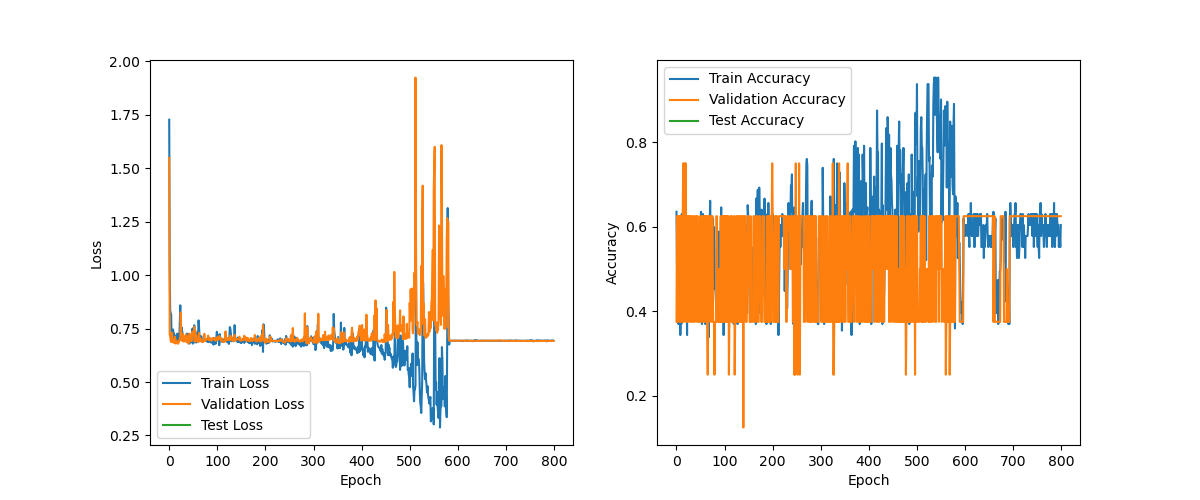 2.00
1.75
1.50
1.25
1.00
0.75
0.50
0.25
Loss
Train Loss
Validation Loss
Test Loss
0 100 200 300 400 500 600 700 800
Epoch
0.8
0.6
0.4
0.2
Accuracy
Train Accuracy
Validation Accuracy
Test Accuracy
0 100 200 300 400 500 600 700 800
Epoch